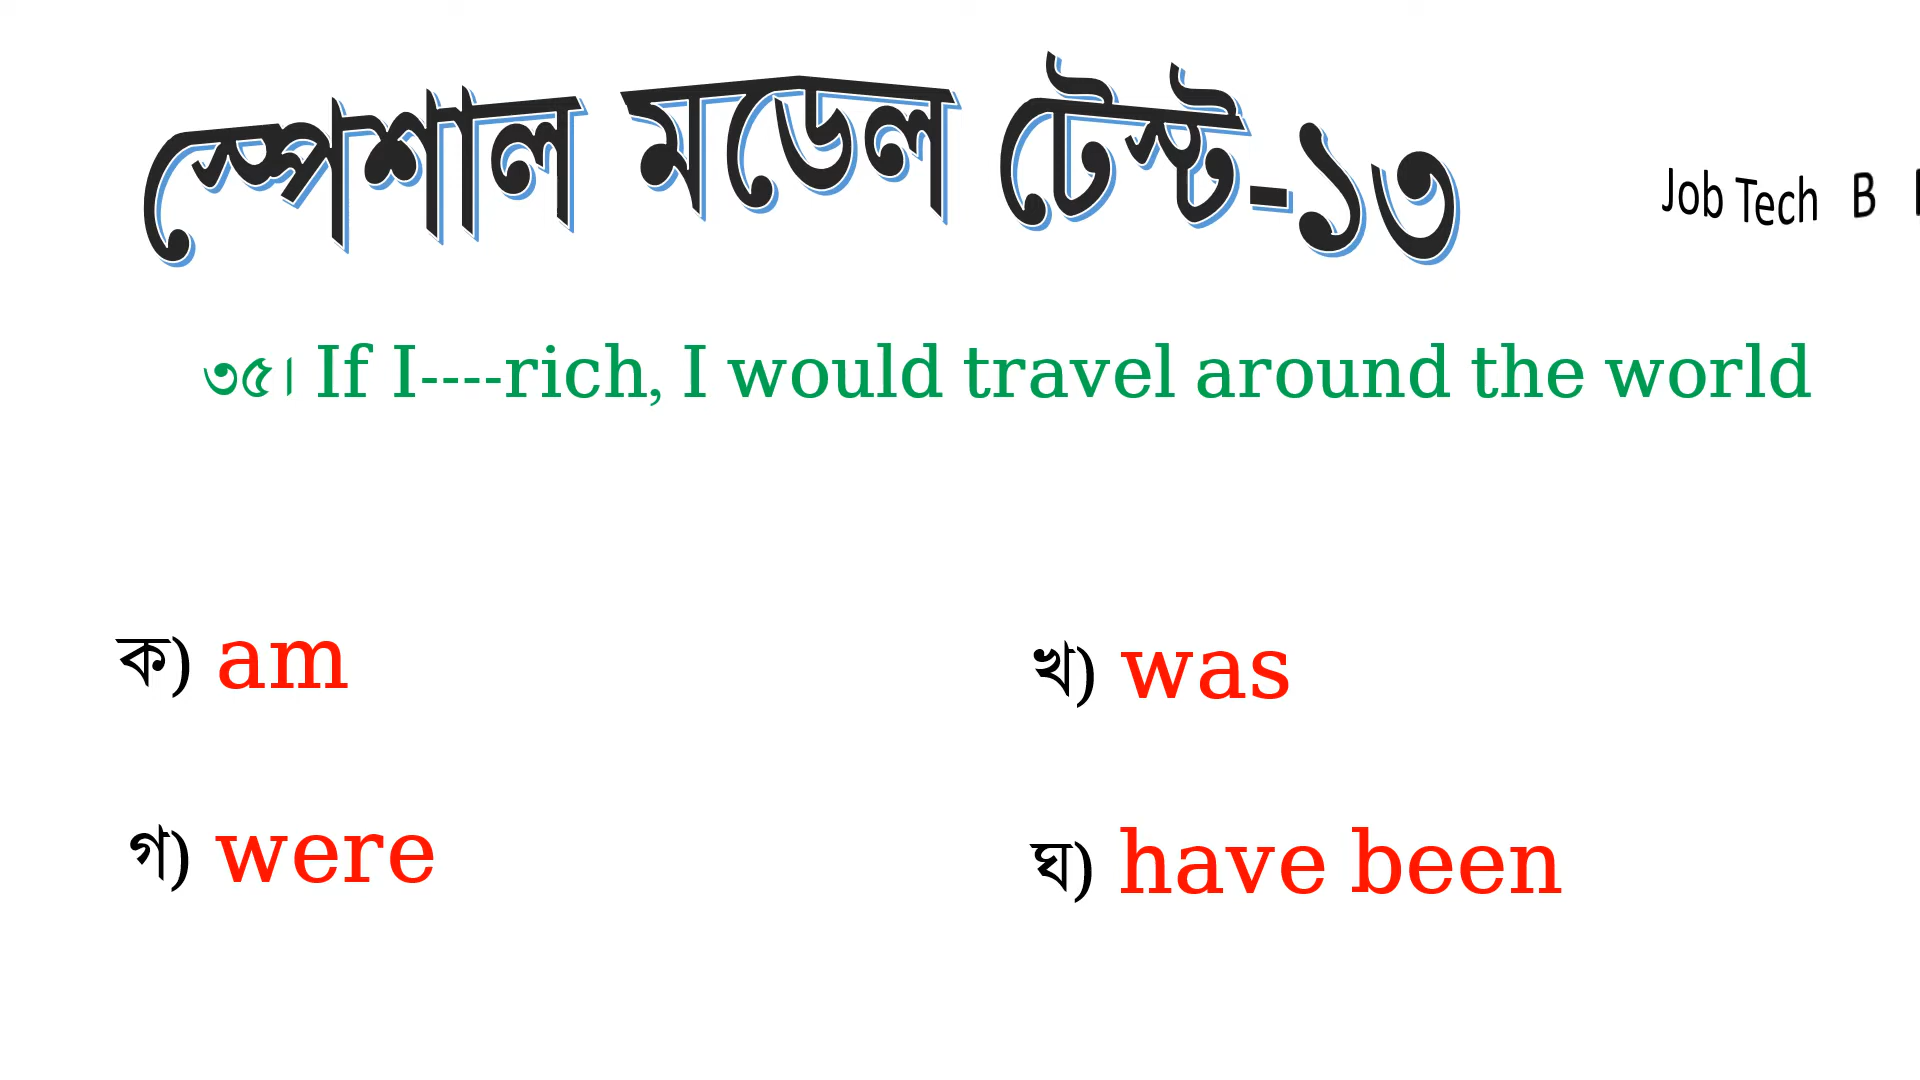 স্পেশাল মডেল টেস্ট-১৩
Job Tech B
৩৫। If I----rich, I would travel around the world
ক) am
খ) was
গ) were
ঘ) have been